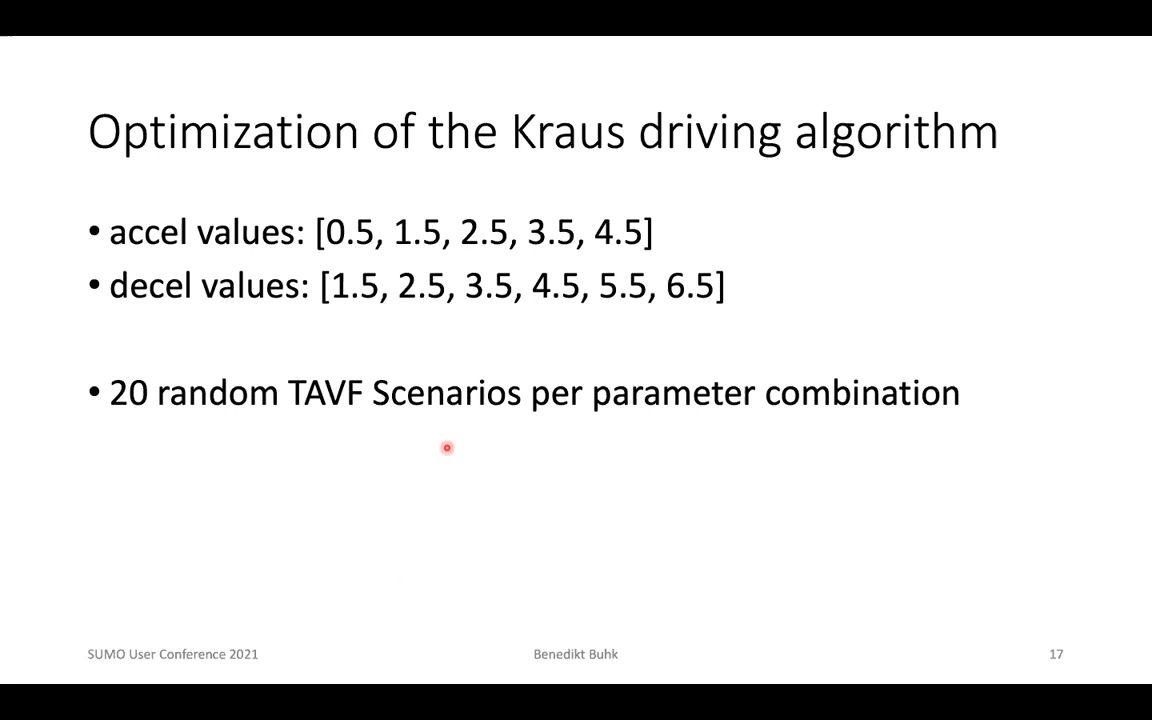 Optimization of the Kraus driving algorithm
• accel values: [0.5, 1.5, 2.5, 3.5, 4.5]
• decel values: [1.5, 2.5, 3.5, 4.5, 5.5, 6.5]
• 20 random TAVF Scenarios per parameter combination
SUMO User Conference 2021
Benedikt Buhk
17